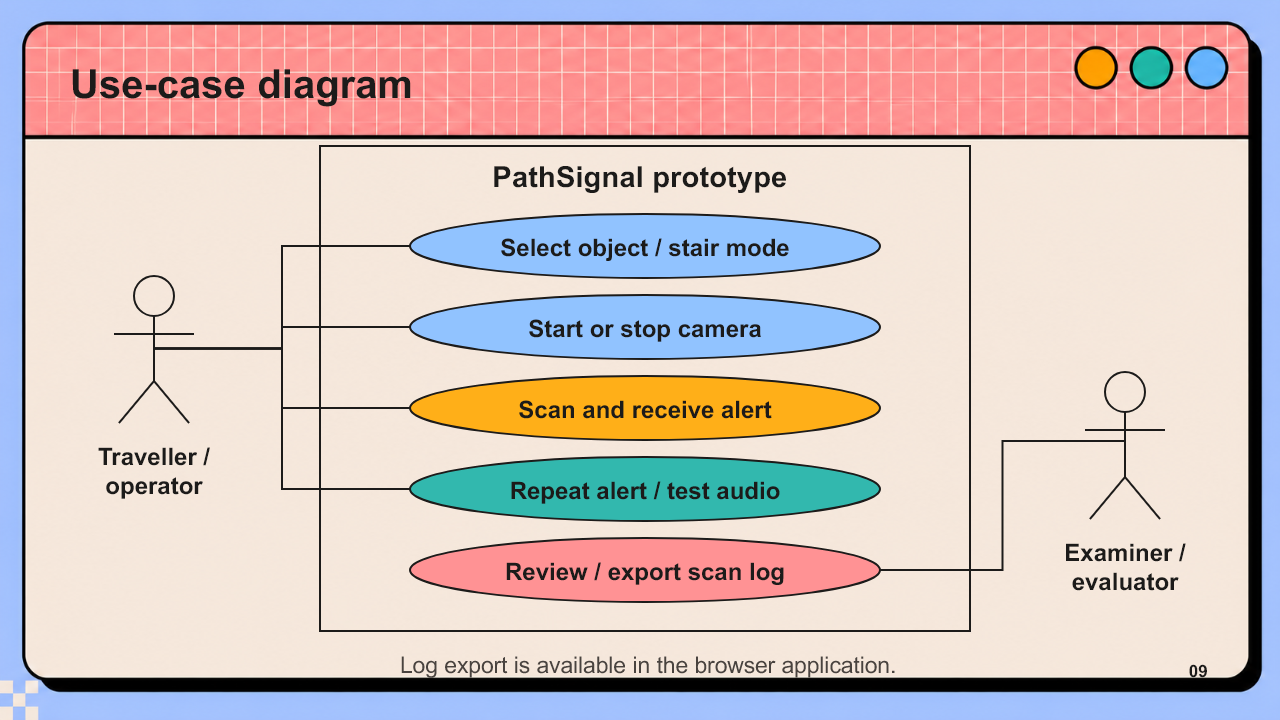 Use-case diagram
PathSignal prototype
Select object / stair mode
Start or stop camera
Scan and receive alert
Repeat alert / test audio
Review / export scan log
Traveller /
operator
Examiner /
evaluator
Log export is available in the browser application.
09